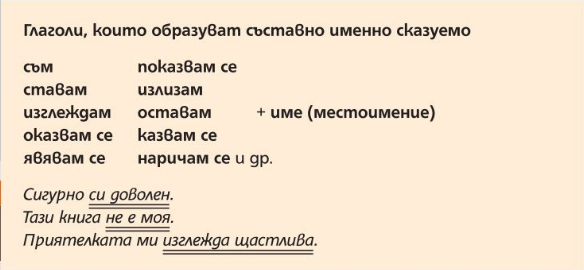 Глаголи, които образуват съставно именно сказуемо
съм показвам се
ставам излизам
изглеждам оставам + име (местоимение)
оказвам се казвам се
явявам се наричам се и др.
Сигурно си доволен.
Тази книга не е моя.
Приятелката ми изглежда щастлива.